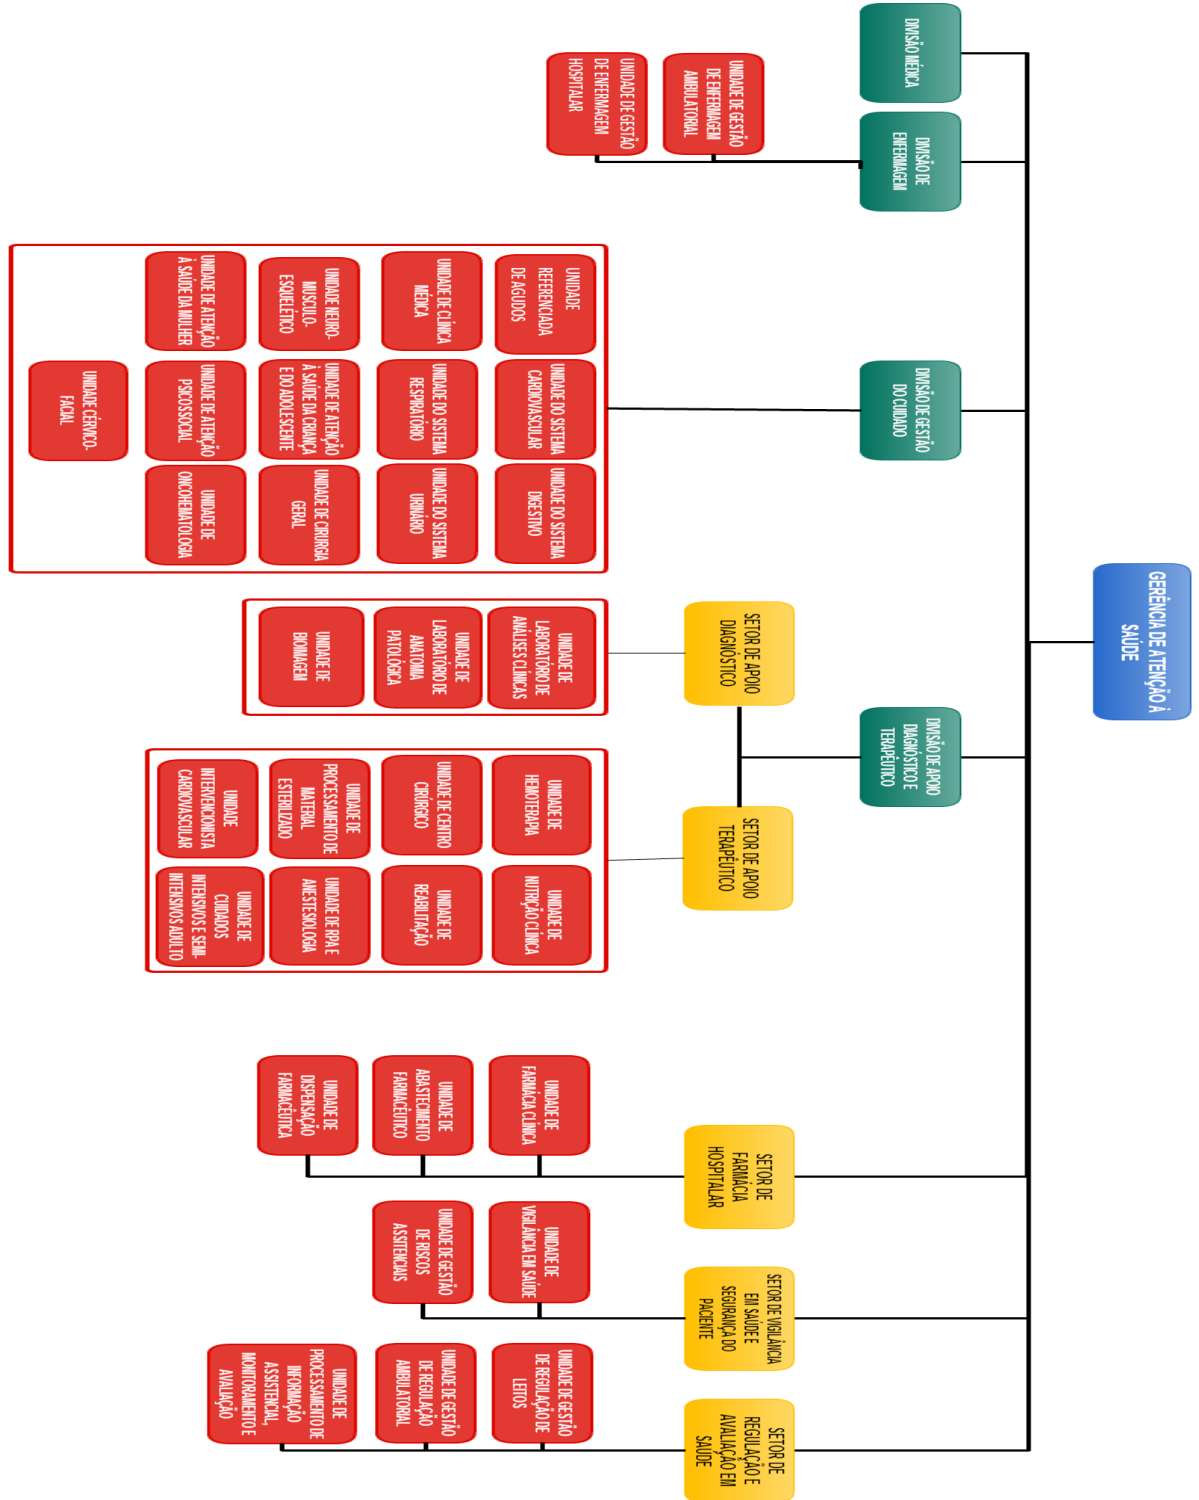 GERÊNCIA DE ATENÇÃO À
SAÚDE
DIVISÃO MÉDICA
DIVISÃO DE
ENFERMAGEM
DIVISÃO DE GESTÃO
DO CUIDADO
DIVISÃO DE APOIO
DIAGNÓSTICO E
TERAPÊUTICO
UNIDADE DE GESTÃO
DE ENFERMAGEM
AMBULATORIAL
UNIDADE DE GESTÃO
DE ENFERMAGEM
HOSPITALAR
SETOR DE APOIO
DIAGNÓSTICO
SETOR DE APOIO
TERAPÊUTICO
SETOR DE
FARMÁCIA
HOSPITALAR
SETOR DE VIGILÂNCIA
EM SAÚDE E
SEGURANÇA DO
PACIENTE
SETOR DE
REGULAÇÃO E
AVALIAÇÃO EM
SAÚDE
UNIDADE
REFERENCIADA
DE AGUDOS
UNIDADE DO SISTEMA
CARDIOVASCULAR
UNIDADE DO SISTEMA
DIGESTIVO
UNIDADE DE CLÍNICA
MÉDICA
UNIDADE DO SISTEMA
RESPIRATÓRIO
UNIDADE DO SISTEMA
URINÁRIO
UNIDADE NEURO-
MUSCULO-
ESQUELÉTICO
UNIDADE DE ATENÇÃO
À SAÚDE DA CRIANÇA
E DO ADOLESCENTE
UNIDADE DE CIRURGIA
GERAL
UNIDADE DE ATENÇÃO
À SAÚDE DA MULHER
UNIDADE DE ATENÇÃO
PSICOSSOCIAL
UNIDADE DE
ONCOHEMATOLOGIA
UNIDADE CÉRVICO-
FACIAL
UNIDADE DE
LABORATÓRIO DE
ANÁLISES CLÍNICAS
UNIDADE DE
LABORATÓRIO DE
ANATOMIA
PATOLÓGICA
UNIDADE DE
BIOIMAGEM
UNIDADE DE
HEMOTERAPIA
UNIDADE DE
NUTRIÇÃO CLÍNICA
UNIDADE DE CENTRO
CIRÚRGICO
UNIDADE DE
REABILITAÇÃO
UNIDADE DE
PROCESSAMENTO DE
MATERIAL
ESTERILIZADO
UNIDADE DE RPA E
ANESTESIOLOGIA
UNIDADE
INTERVENCIONISTA
CARDIOVASCULAR
UNIDADE DE
CUIDADOS
INTENSIVOS E SEMI-
INTENSIVOS ADULTO
UNIDADE DE
FARMÁCIA CLÍNICA
UNIDADE DE
ABASTECIMENTO
FARMACÊUTICO
UNIDADE DE
DISPENSAÇÃO
FARMACÊUTICA
UNIDADE DE
VIGILÂNCIA EM SAÚDE
UNIDADE DE GESTÃO
DE RISCOS
ASSITENCIAIS
UNIDADE DE GESTÃO
DE REGULAÇÃO DE
LEITOS
UNIDADE DE GESTÃO
DE REGULAÇÃO
AMBULATORIAL
UNIDADE DE
PROCESSAMENTO DE
INFORMAÇÃO
ASSISTENCIAL,
MONITORAMENTO E
AVALIAÇÃO